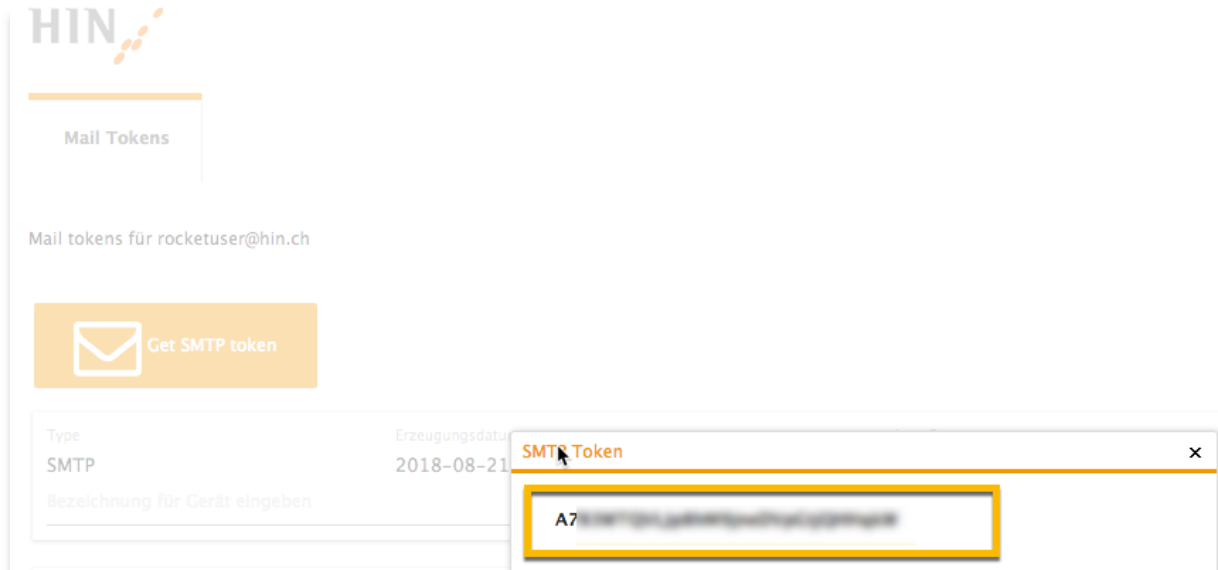 HIN
Mail Tokens
Mail tokens für rocketuser@hin.ch
Get SMTP token
Type
Erzeugungsdatu
SMTP
2018-08-21
Bezeichnung für Gerät eingeben
SMTP Token
×
A7